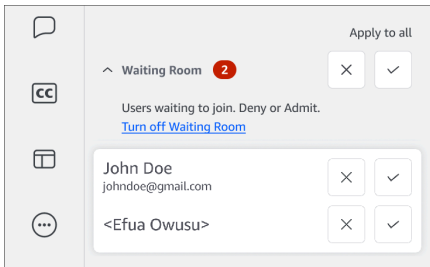 Apply to all
Waiting Room 2
Users waiting to join. Deny or Admit.
CC
Turn off Waiting Room
John Doe
johndoe@gmail.com
<Efua Owusu>